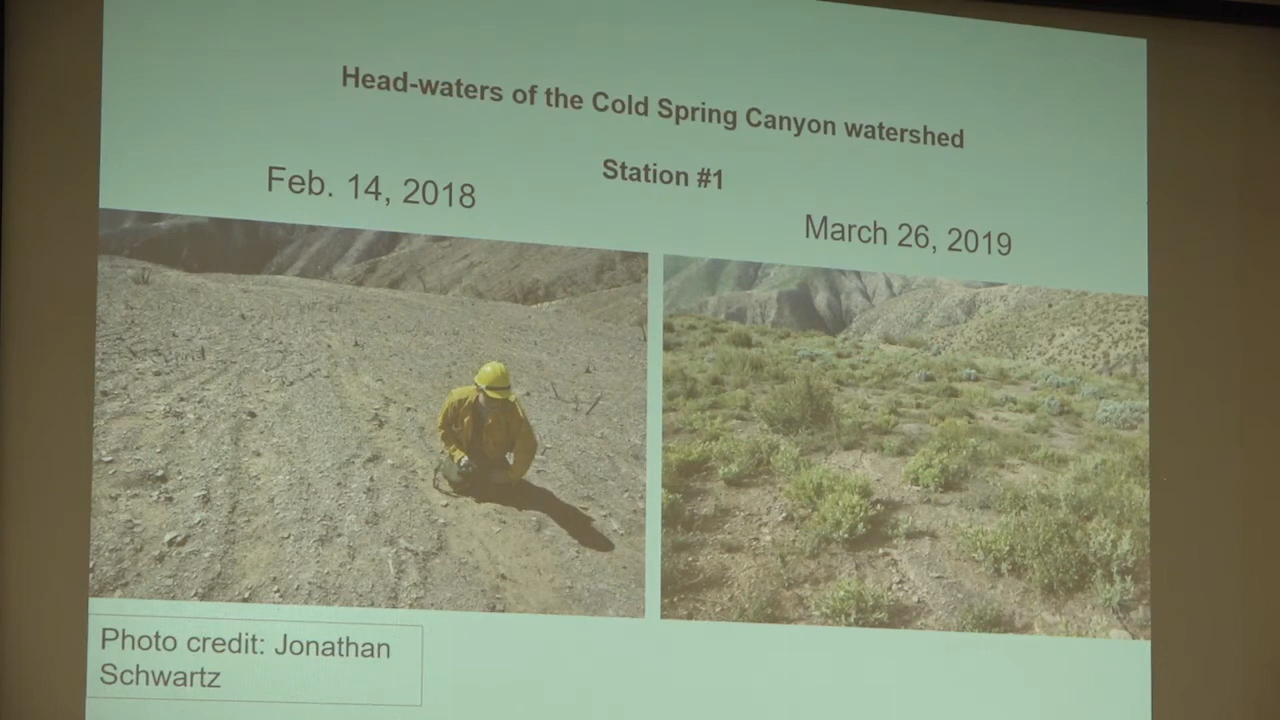 Head-waters of the Cold Spring Canyon watershed
Station #1
Feb. 14, 2018
March 26, 2019
Photo credit: Jonathan
Schwartz